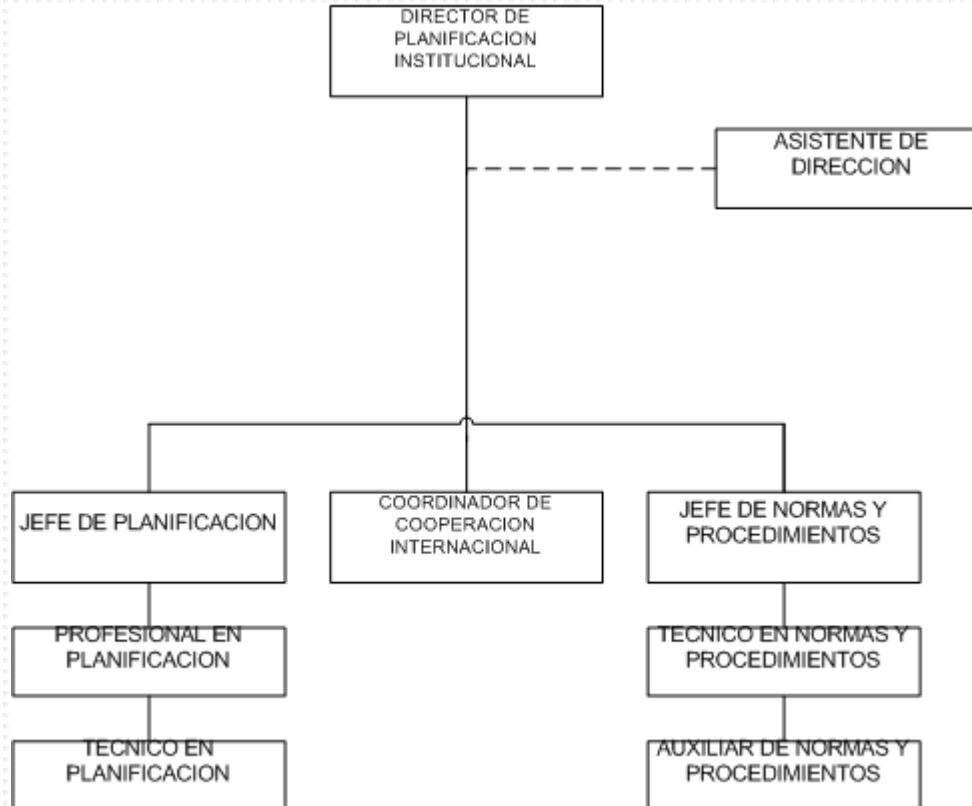 DIRECTOR DE
PLANIFICACION
INSTITUCIONAL
ASISTENTE DE
DIRECCION
JEFE DE PLANIFICACION
COORDINADOR DE
COOPERACION
INTERNACIONAL
JEFE DE NORMAS Y
PROCEDIMIENTOS
PROFESIONAL EN
PLANIFICACION
TECNICO EN NORMAS Y
PROCEDIMIENTOS
TECNICO EN
PLANIFICACION
AUXILIAR DE NORMAS Y
PROCEDIMIENTOS